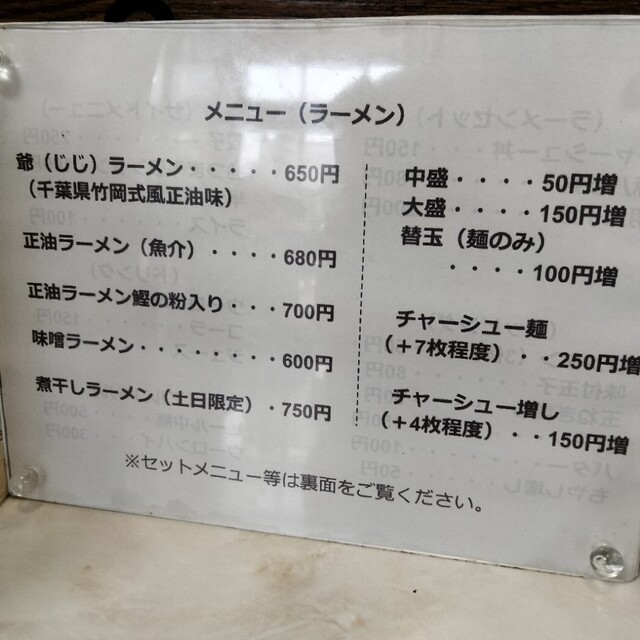 メニュー（ラーメン）
爺（じじ）ラーメン・・・・・650円
（千葉県竹岡式風正油味）
正油ラーメン（魚介）・・・・680円
正油ラーメン鰹の粉入り・・・700円
味噌ラーメン・・・・・・・・600円
煮干しラーメン（土日限定）・750円
中盛・・・・50円増
大盛・・・・150円増
替玉（麺のみ）
・・・・100円増
チャーシュー麺
（＋7枚程度）・・250円増
チャーシュー増し
（＋4枚程度）・・150円増
※セットメニュー等は裏面をご覧ください。